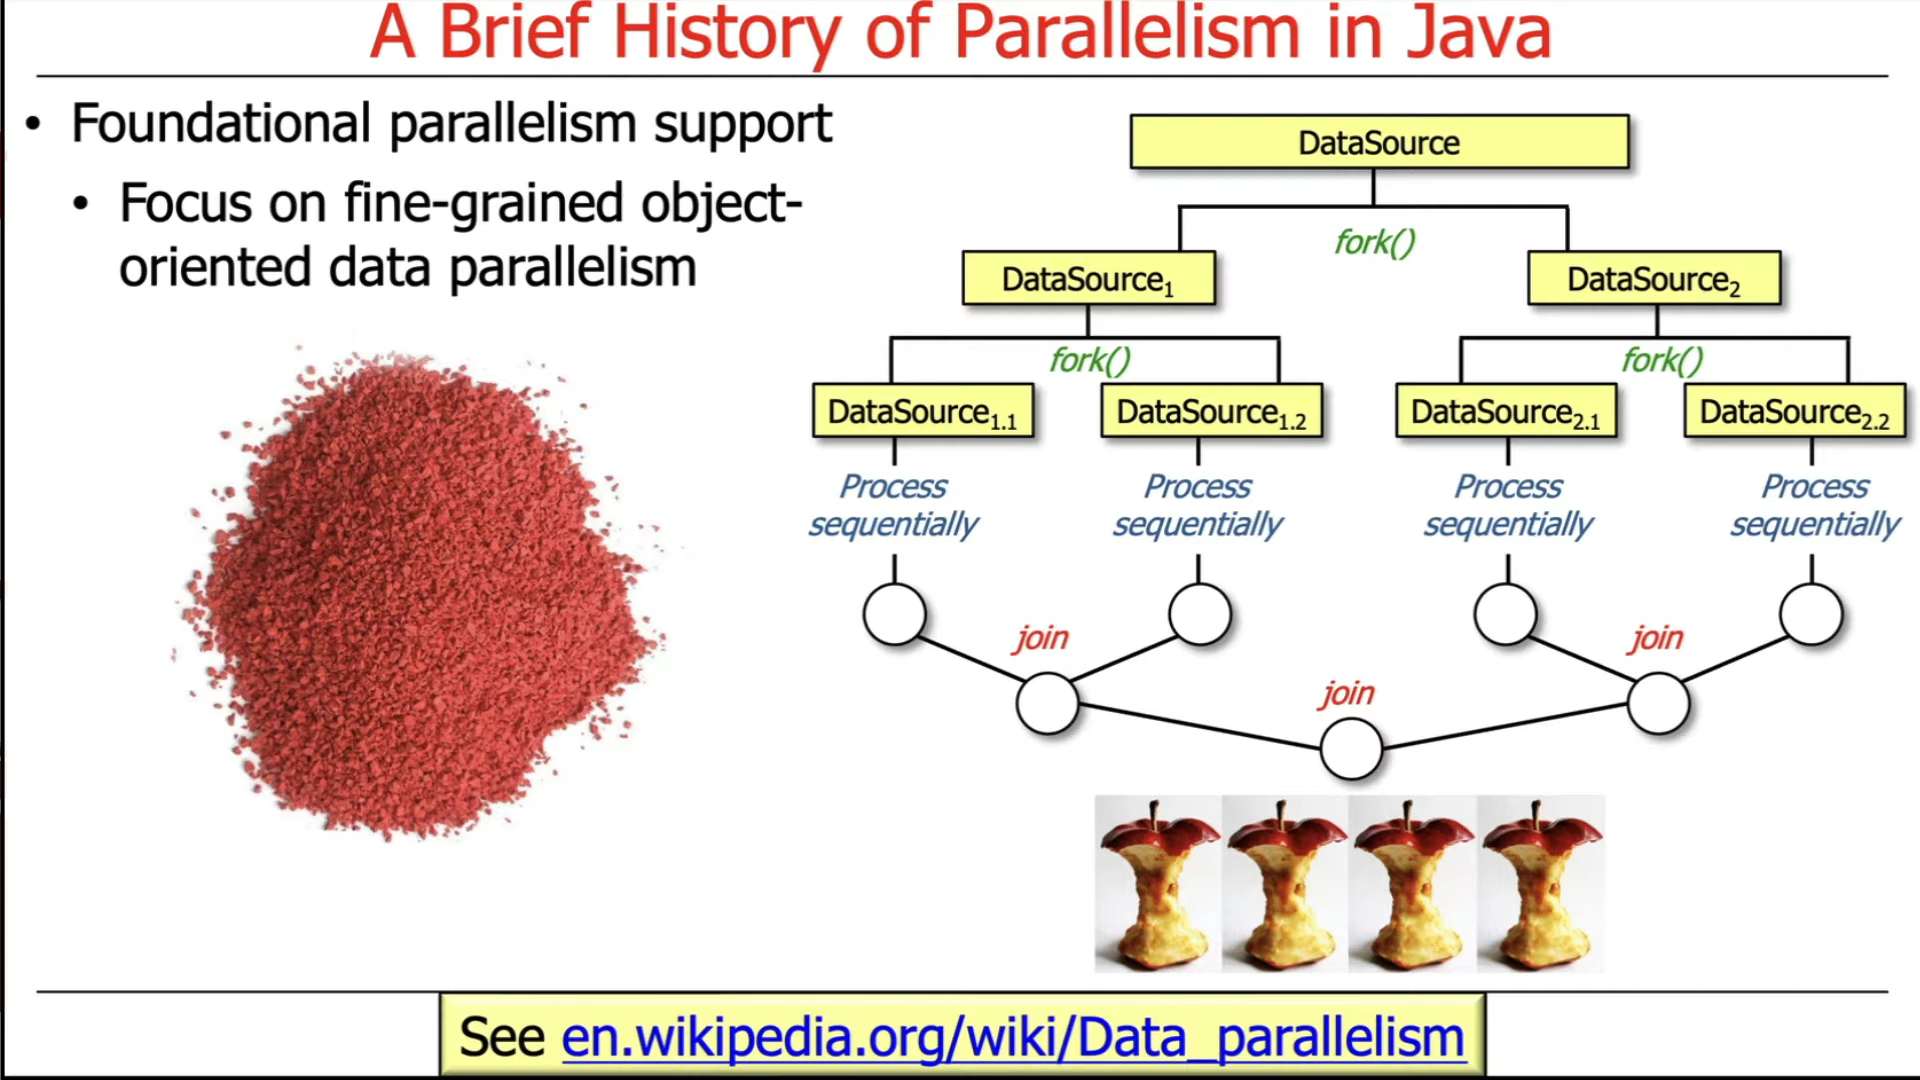 A Brief History of Parallelism in Java
• Foundational parallelism support
• Focus on fine-grained object-
oriented data parallelism
DataSource
fork()
DataSource1
DataSource2
fork()
fork()
DataSource1.1
DataSource1.2
DataSource2.1
DataSource2.2
Process
sequentially
Process
sequentially
Process
sequentially
Process
sequentially
join
join
join
See en.wikipedia.org/wiki/Data_parallelism